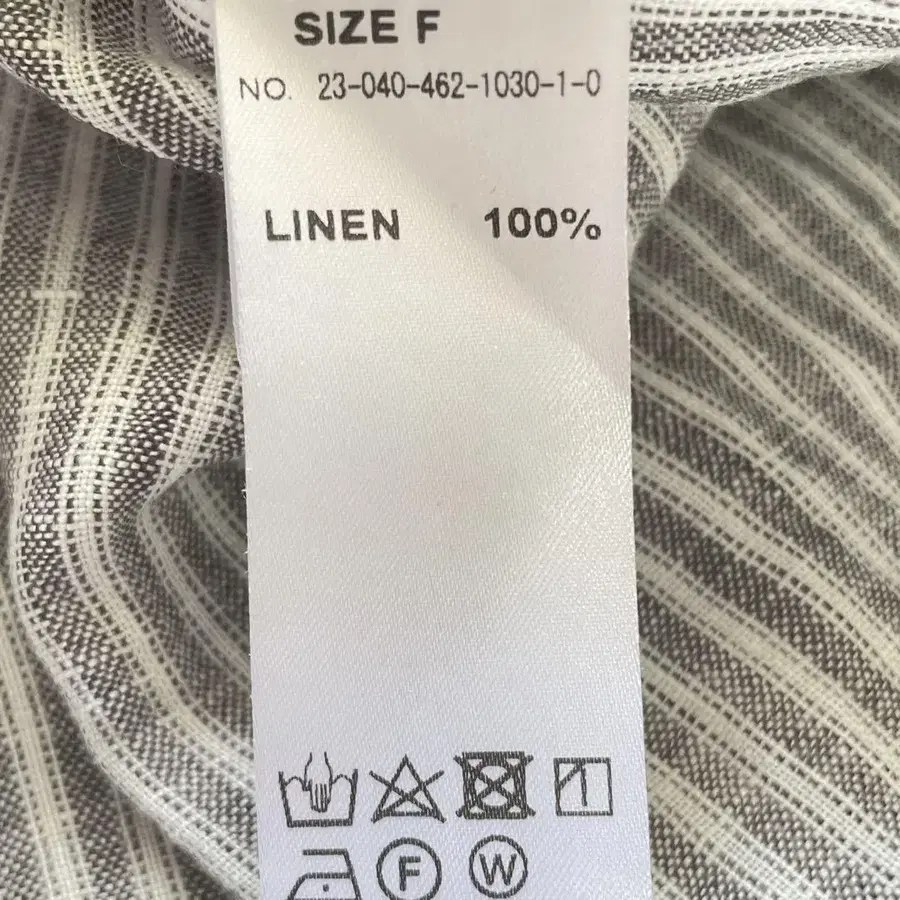 SIZE F
NO. 23-040-462-1030-1-0
LINEN 100%
F W